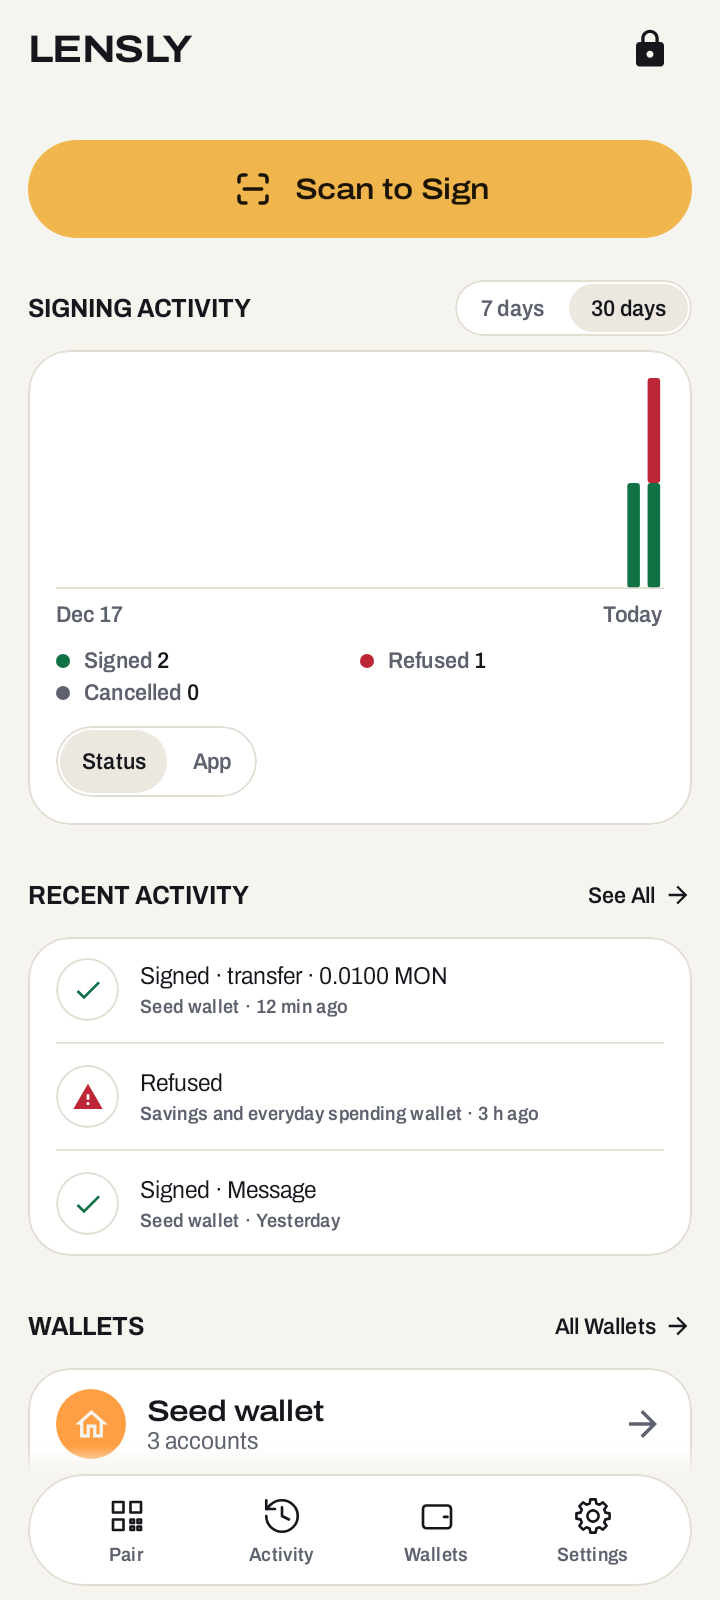 LENSLY
Scan to Sign
SIGNING ACTIVITY
7 days
30 days
Dec 17
Today
Signed 2
Refused 1
Cancelled 0
Status
App
RECENT ACTIVITY
See All
Signed · transfer · 0.0100 MON
Seed wallet · 12 min ago
Refused
Savings and everyday spending wallet · 3 h ago
Signed · Message
Seed wallet · Yesterday
WALLETS
All Wallets
Seed wallet
3 accounts
Pair
Activity
Wallets
Settings